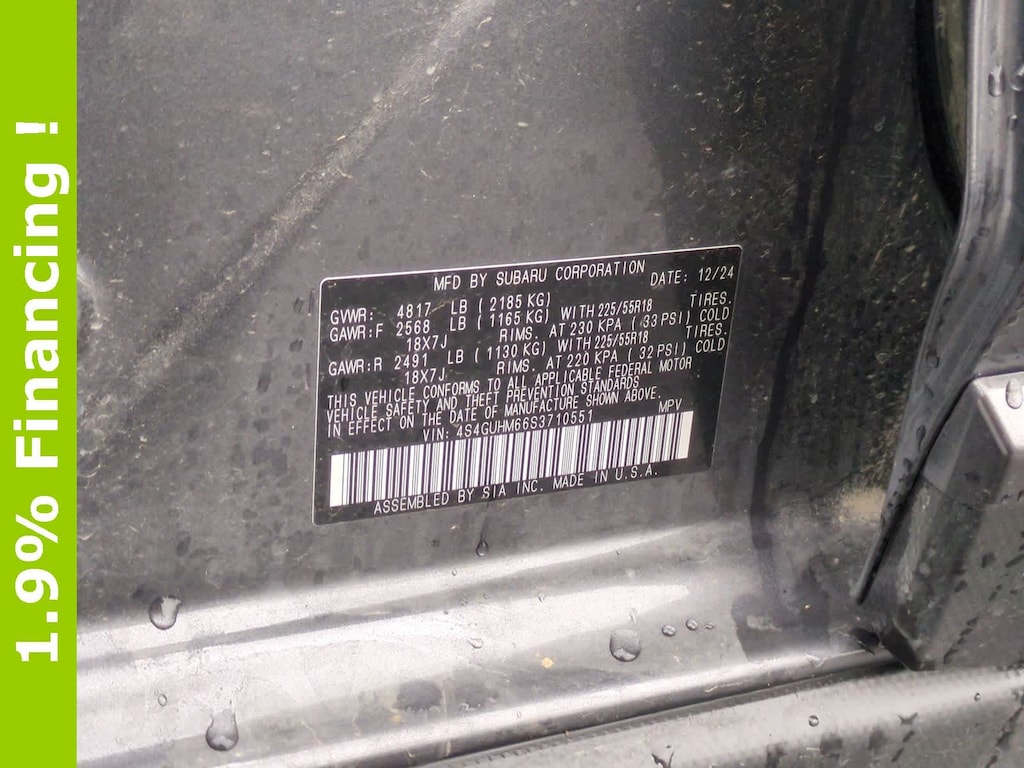 1.9% Financing !
MFD BY SUBARU CORPORATION DATE: 12/24
GVWR: 4817 LB ( 2185 KG)
GAWR:F 2568 LB ( 1165 KG) WITH 225/55R18 TIRES.
18X7J RIMS. AT 230 KPA ( 33 PSI) COLD
GAWR:R 2491 LB ( 1130 KG) WITH 225/55R18 TIRES.
18X7J RIMS. AT 220 KPA ( 32 PSI) COLD
THIS VEHICLE CONFORMS TO ALL APPLICABLE FEDERAL MOTOR
VEHICLE SAFETY AND THEFT PREVENTION STANDARDS
IN EFFECT ON THE DATE OF MANUFACTURE SHOWN ABOVE.
VIN: 4S4GUHM66S3710551 MPV
ASSEMBLED BY SIA INC. MADE IN U.S.A.